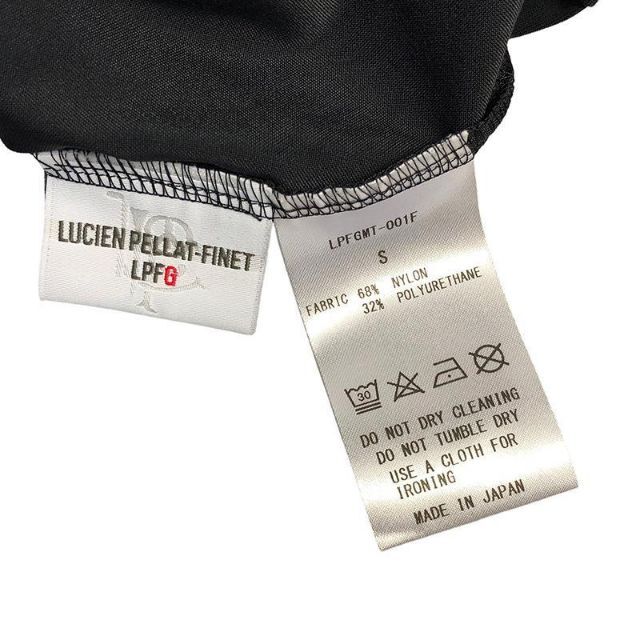 LUCIEN PELLAT-FINET
LPFG
LPFGMT-001F
S
FABRIC 68% NYLON
32% POLYURETHANE
30
DO NOT DRY CLEANING
DO NOT TUMBLE DRY
USE A CLOTH FOR
IRONING
MADE IN JAPAN